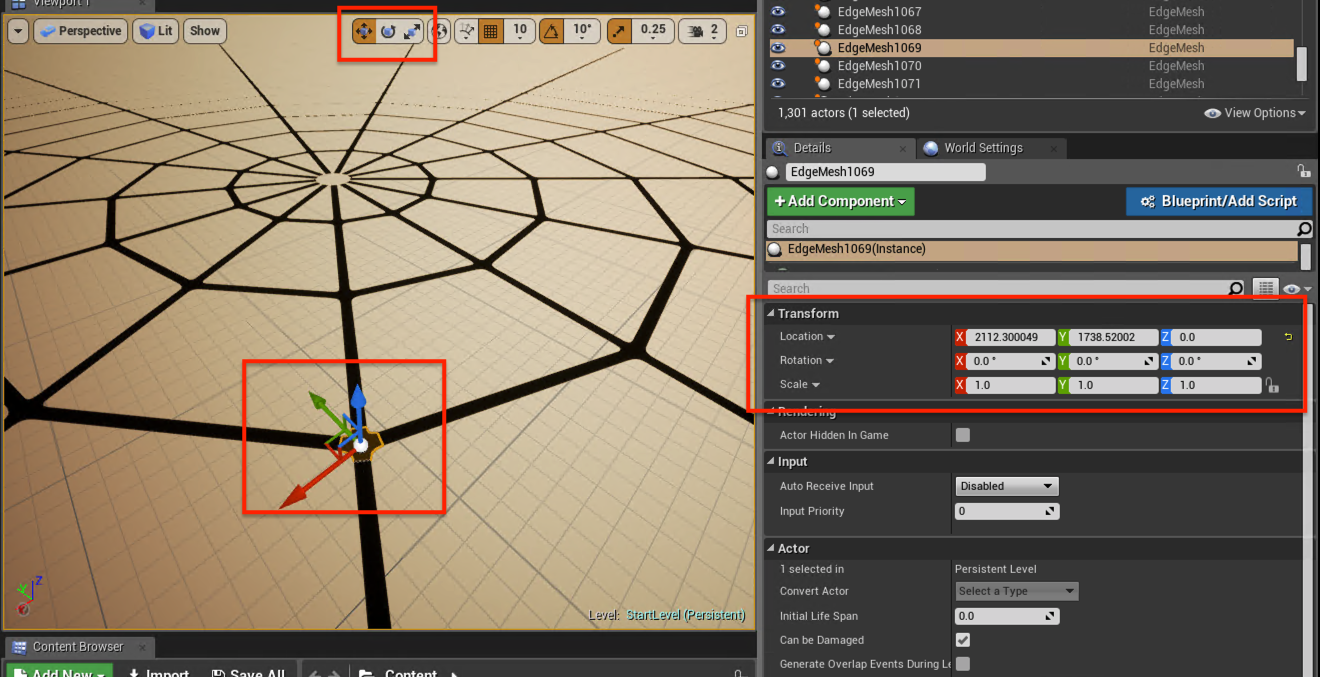 Viewport 1
Perspective
Lit
Show
10
10°
0.25
2
Level: StartLevel (Persistent)
Z
Content Browser
Add New
Import
Save All
Content
EdgeMesh1067 EdgeMesh
EdgeMesh1068 EdgeMesh
EdgeMesh1069 EdgeMesh
EdgeMesh1070 EdgeMesh
EdgeMesh1071 EdgeMesh
1,301 actors (1 selected) View Options
Details World Settings
EdgeMesh1069
+Add Component Blueprint/Add Script
Search
EdgeMesh1069(Instance)
Search
Transform
Location X 2112.300049 Y 1738.52002 Z 0.0
Rotation X 0.0 ° Y 0.0 ° Z 0.0 °
Scale X 1.0 Y 1.0 Z 1.0
Rendering
Actor Hidden In Game
Input
Auto Receive Input Disabled
Input Priority 0
Actor
1 selected in Persistent Level
Convert Actor Select a Type
Initial Life Span 0.0
Can be Damaged
Generate Overlap Events During Le